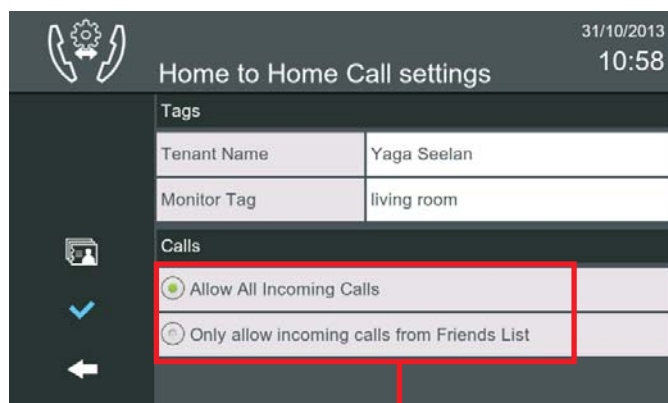 31/10/2013
Home to Home Call settings
10:58
Tags
Tenant Name Yaga Seelan
Monitor Tag living room
Calls
Allow All Incoming Calls
Only allow incoming calls from Friends List